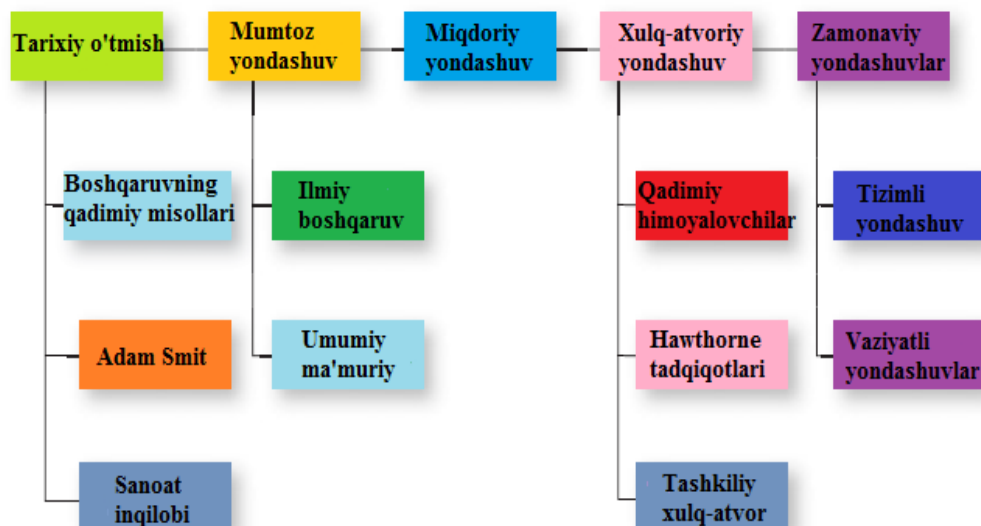 Tarixiy o'tmish
Mumtoz
yondashuv
Miqdoriy
yondashuv
Xulq-atvoriy
yondashuv
Zamonaviy
yondashuvlar
Boshqaruvning
qadimiy misollari
Ilmiy
boshqaruv
Qadimiy
himoyalovchilar
Tizimli
yondashuv
Adam Smit
Umumiy
ma'muriy
Hawthorne
tadqiqotlari
Vaziyatli
yondashuvlar
Sanoat
inqilobi
Tashkiliy
xulq-atvor